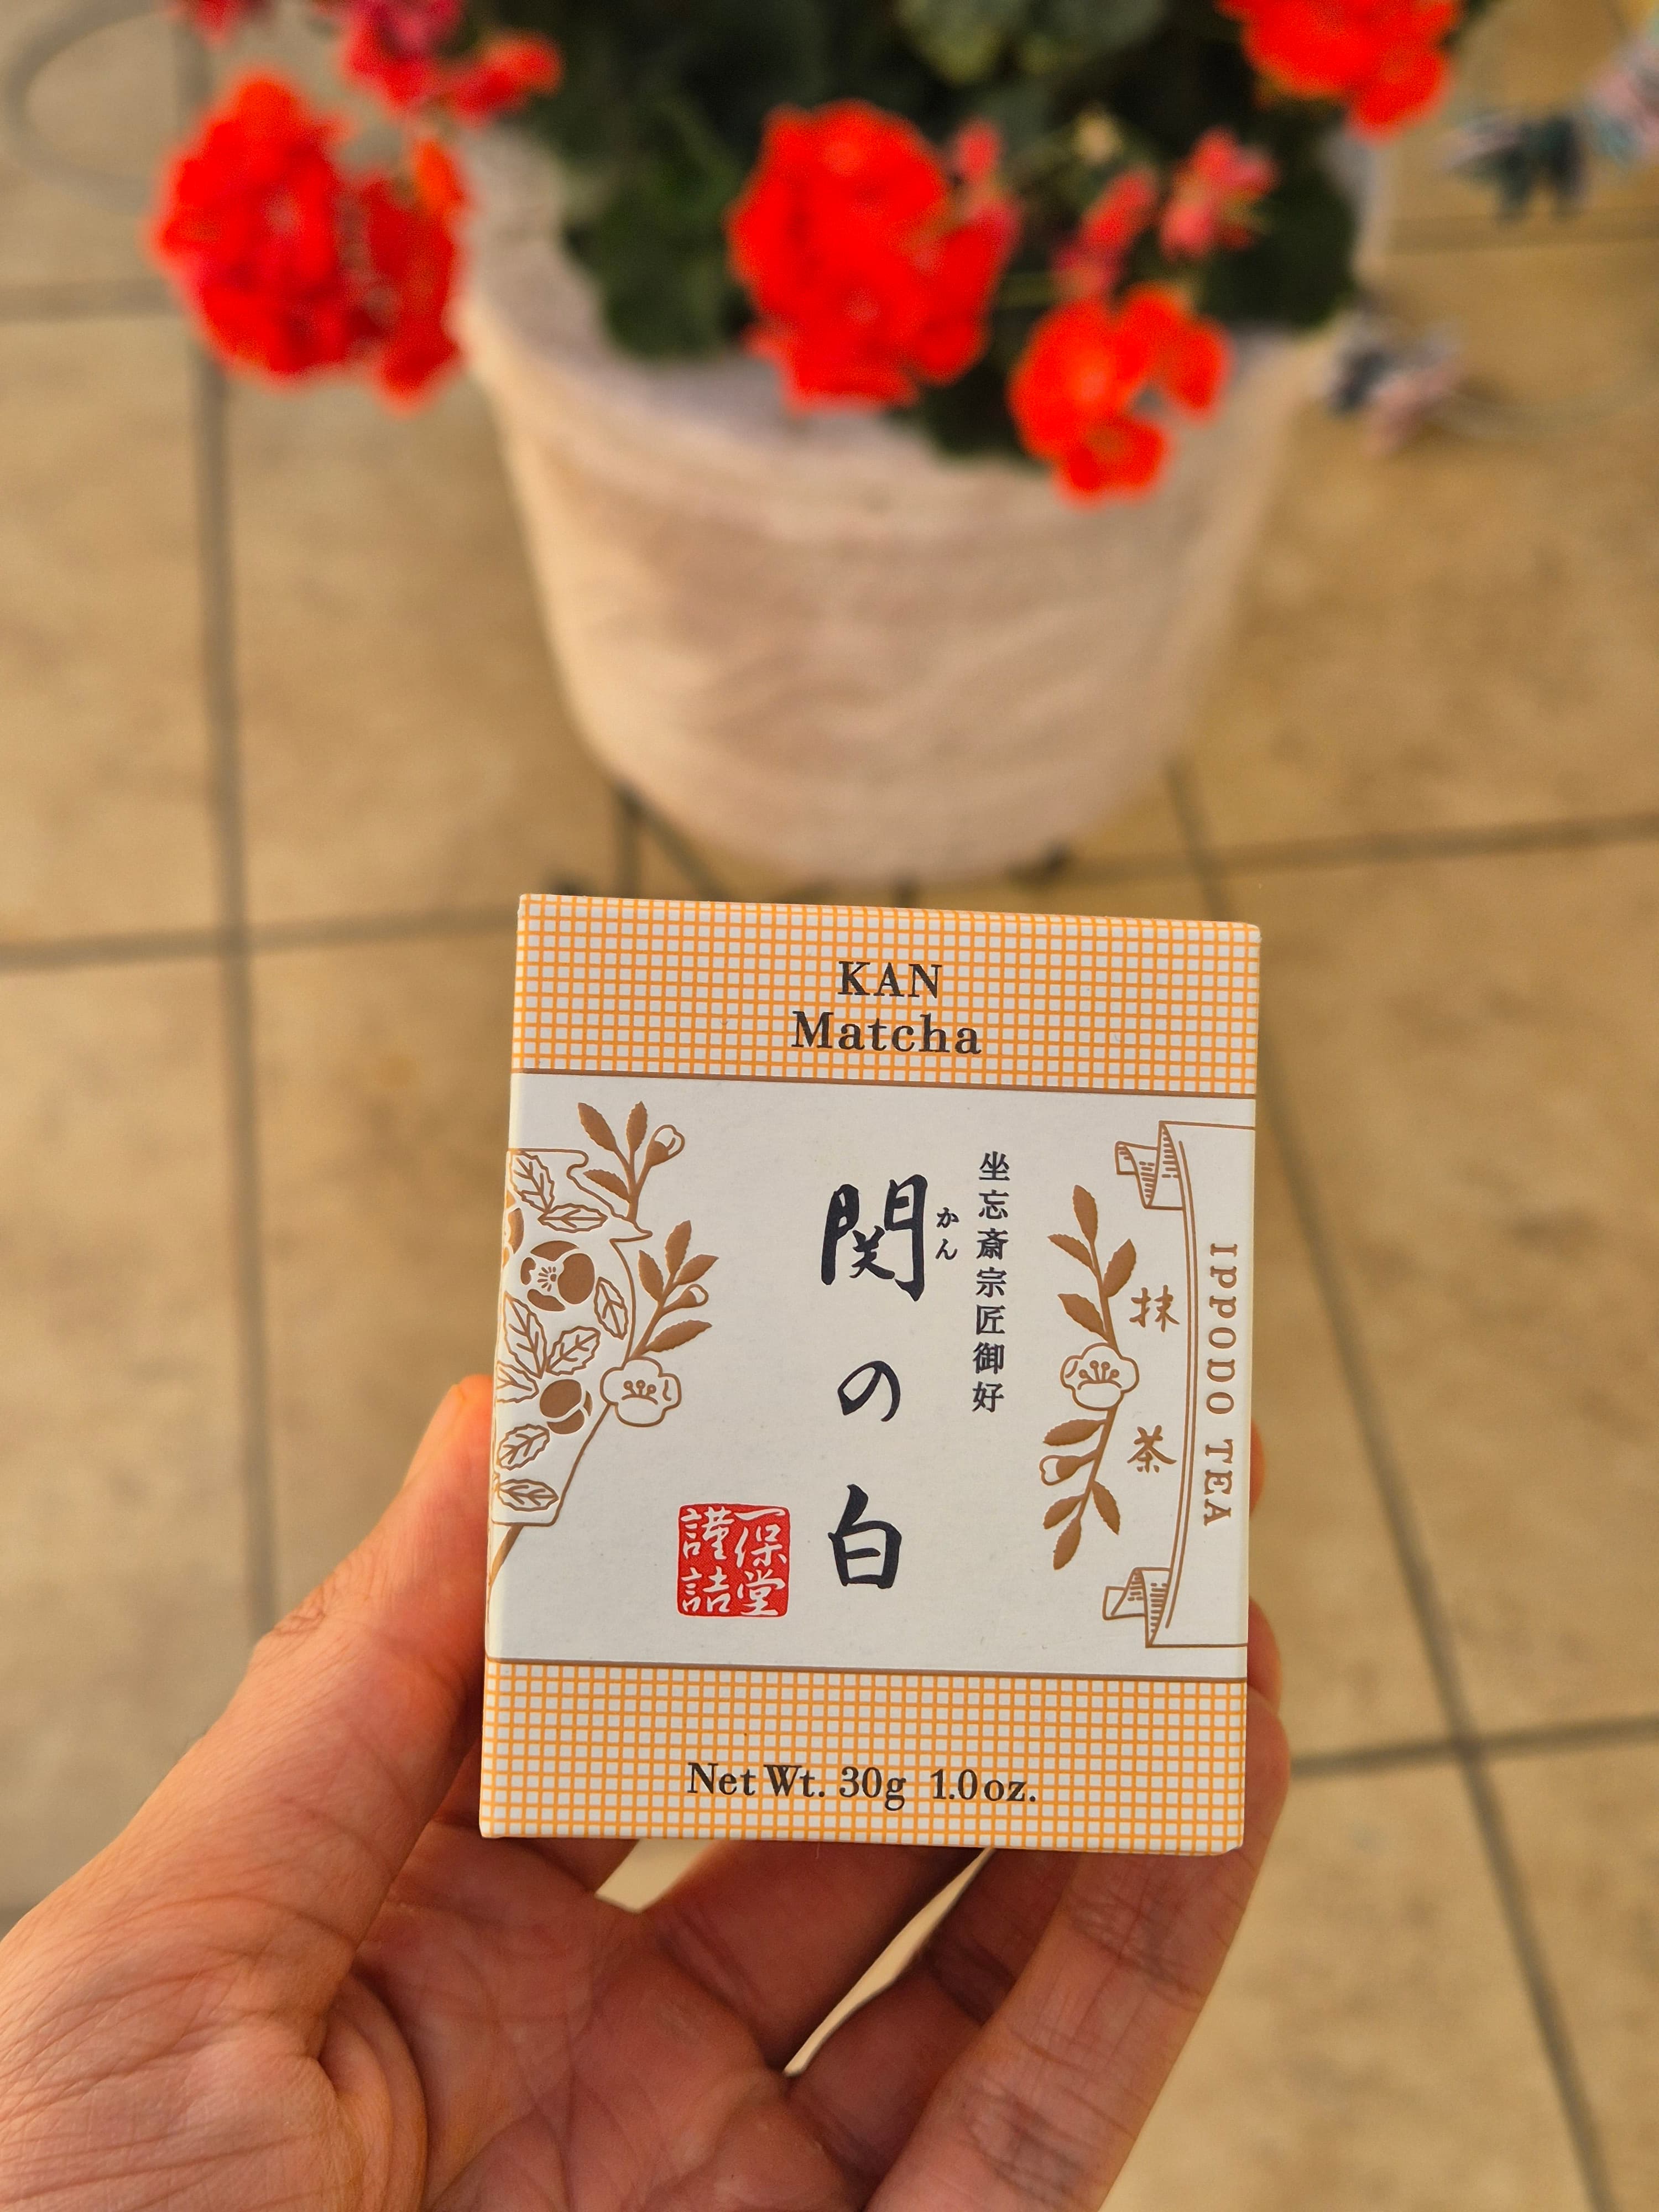 KAN
Matcha
坐忘斎宗匠御好
関の白
かん
抹茶
IPPODO TEA
一保堂
謹詰
Net Wt. 30g 1.0oz.